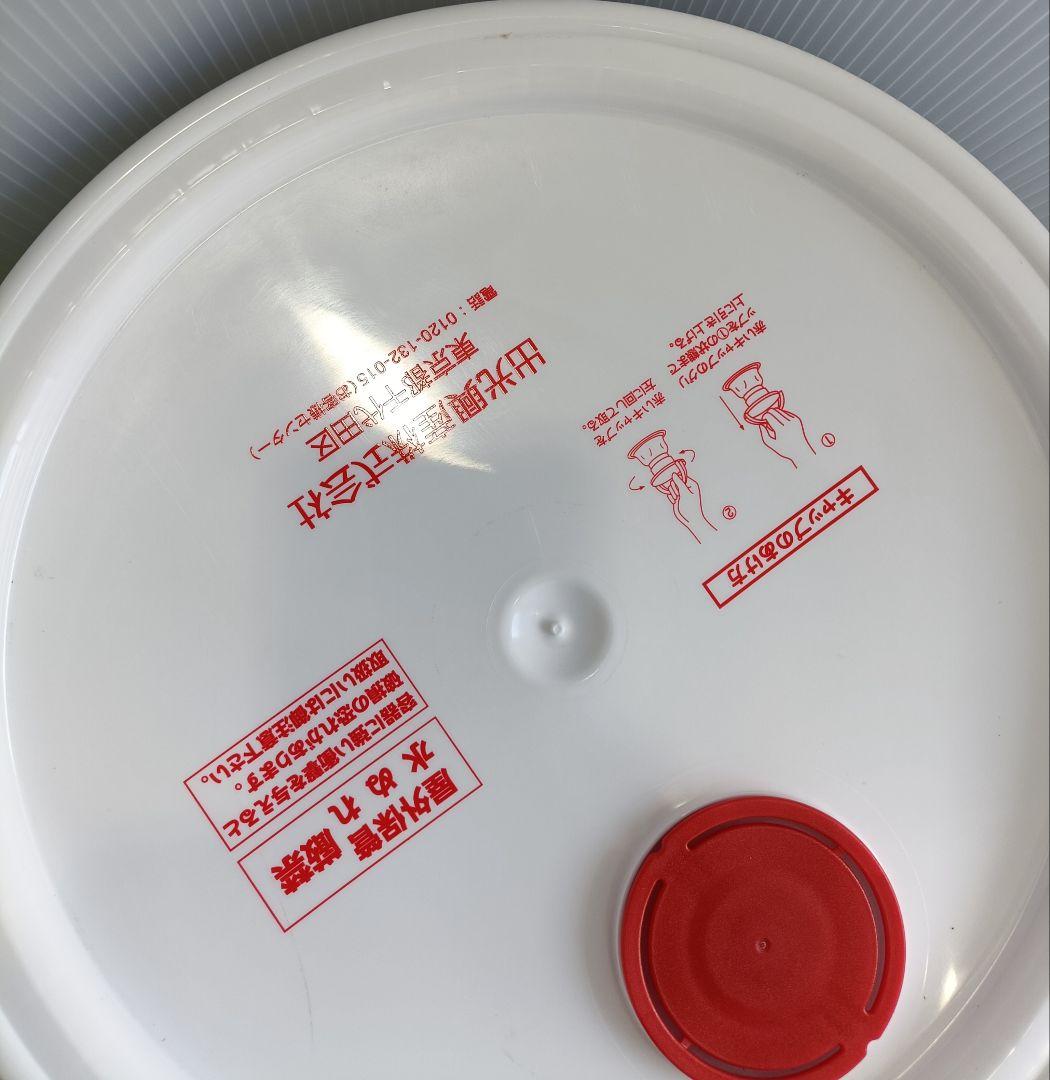 キャップのあけ方
①
赤いキャップのグリ
ップを①の状態まで
上に引き上げる。
②
赤いキャップを
左に回して取る。
出光興産株式会社
東京都千代田区
電話：0120-132-015(お客様センター)
屋外保管 厳禁
水ぬれ
容器に強い衝撃を与えると
破損の恐れがあります。
取扱いには御注意下さい。